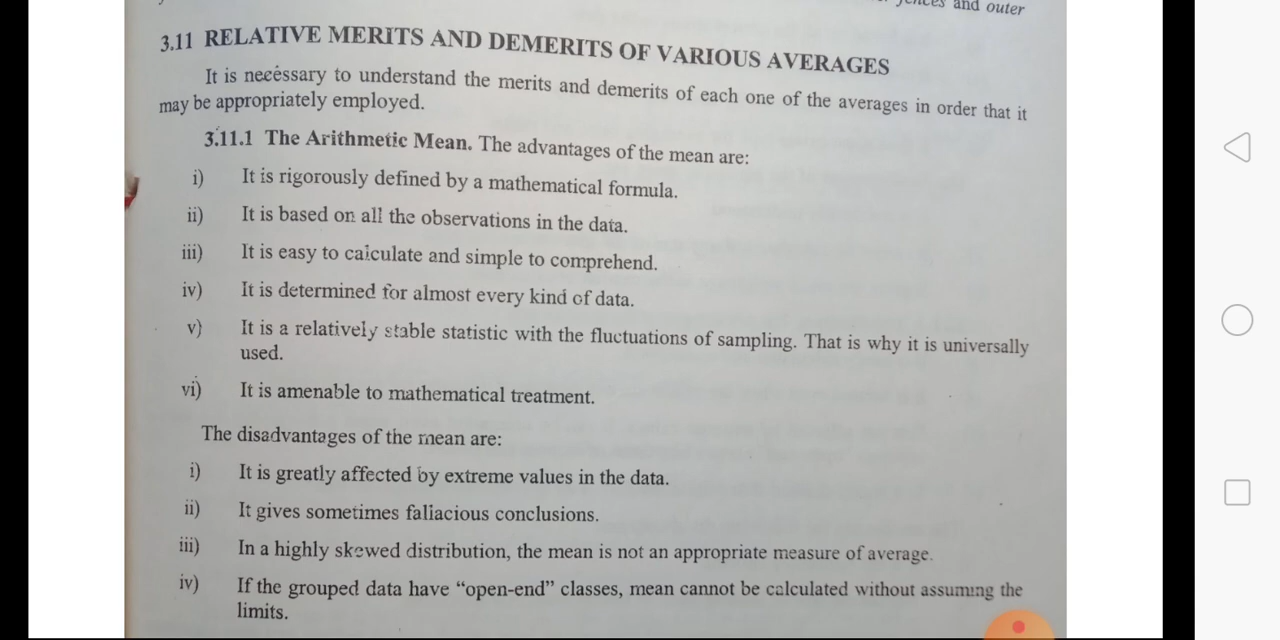 and outer
3.11 RELATIVE MERITS AND DEMERITS OF VARIOUS AVERAGES
It is necessary to understand the merits and demerits of each one of the averages in order that it
may be appropriately employed.
3.11.1 The Arithmetic Mean. The advantages of the mean are:
i) It is rigorously defined by a mathematical formula.
ii) It is based on all the observations in the data.
iii) It is easy to calculate and simple to comprehend.
iv) It is determined for almost every kind of data.
v) It is a relatively stable statistic with the fluctuations of sampling. That is why it is universally
used.
vi) It is amenable to mathematical treatment.
The disadvantages of the mean are:
i) It is greatly affected by extreme values in the data.
ii) It gives sometimes fallacious conclusions.
iii) In a highly skewed distribution, the mean is not an appropriate measure of average.
iv) If the grouped data have “open-end” classes, mean cannot be calculated without assuming the
limits.